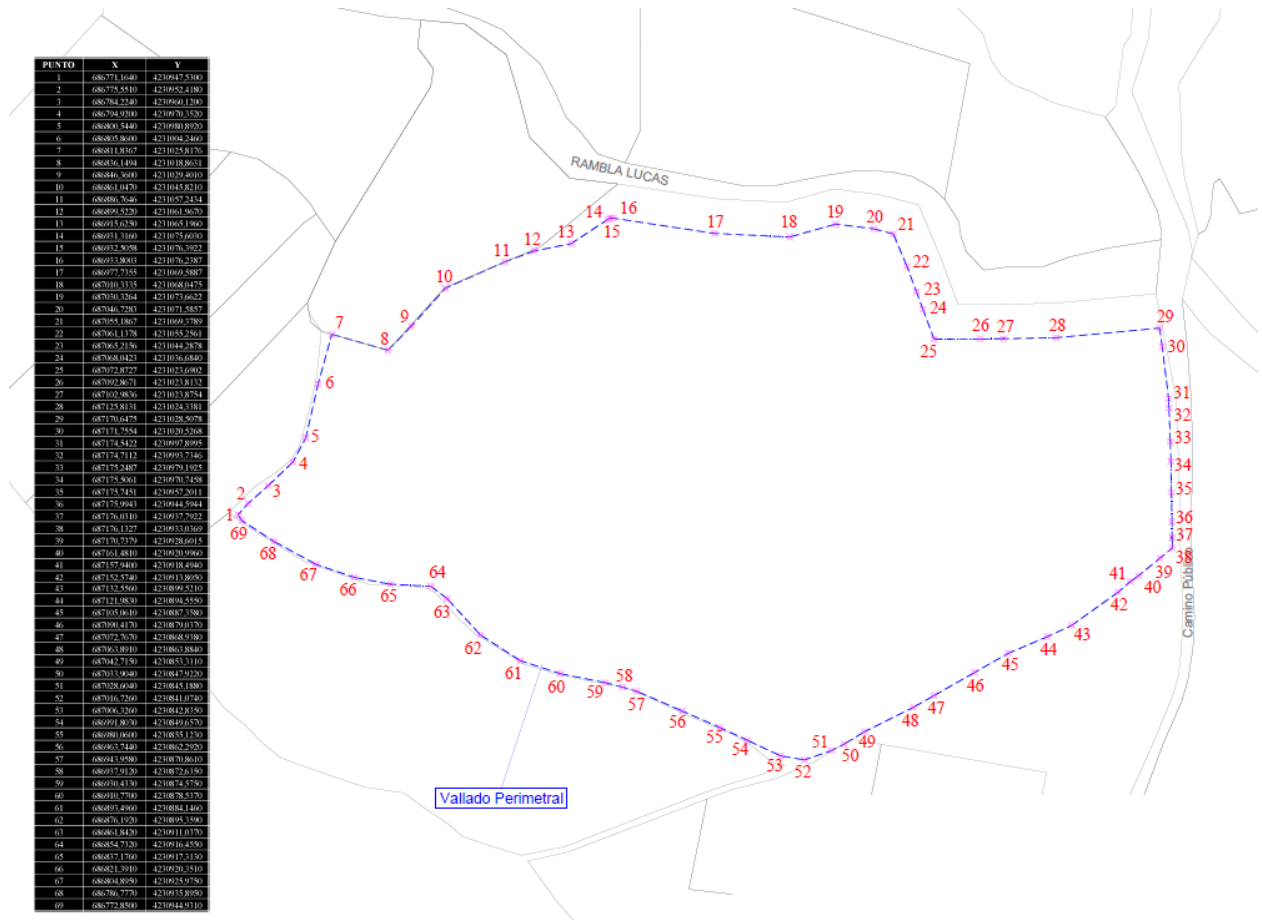 PUNTO X Y
1 686771,1640 4230947,5300
2 686775,5510 4230952,4180
3 686784,2240 4230960,1200
4 686794,9200 4230970,3520
5 686800,5440 4230980,8920
6 686805,8600 4231004,2460
7 686811,8367 4231025,8176
8 686836,1494 4231018,8631
9 686846,3600 4231029,4010
10 686861,0470 4231045,8210
11 686886,7646 4231057,2434
12 686899,5220 4231061,9670
13 686915,6250 4231065,1960
14 686931,3160 4231075,6030
15 686932,5058 4231076,3922
16 686933,8003 4231076,2387
17 686977,7355 4231069,5887
18 687010,3335 4231068,0475
19 687030,3264 4231073,6622
20 687046,7283 4231071,5857
21 687055,1867 4231069,3789
22 687061,1378 4231055,2561
23 687065,2156 4231044,2878
24 687068,0423 4231036,6840
25 687072,8727 4231023,6902
26 687092,8671 4231023,8132
27 687102,9836 4231023,8754
28 687125,8131 4231024,3381
29 687170,6475 4231028,5078
30 687171,7554 4231020,5268
31 687174,5422 4230997,8995
32 687174,7112 4230993,7346
33 687175,2487 4230979,1925
34 687175,5061 4230970,7458
35 687175,7451 4230957,2011
36 687175,9943 4230944,5944
37 687176,0310 4230937,7922
38 687176,1327 4230933,0369
39 687170,7379 4230928,6015
40 687161,4810 4230920,9960
41 687157,9400 4230918,4940
42 687152,5740 4230913,8050
43 687132,5560 4230899,5210
44 687121,9830 4230894,5550
45 687105,0610 4230887,3580
46 687090,4170 4230879,0370
47 687072,7670 4230868,9380
48 687063,8910 4230863,8840
49 687042,7150 4230853,3110
50 687033,9040 4230847,9220
51 687028,6040 4230845,1880
52 687016,7260 4230841,0740
53 687006,3260 4230842,8350
54 686991,8030 4230849,6570
55 686980,0600 4230855,1230
56 686963,7440 4230862,2920
57 686943,9580 4230870,8610
58 686937,9120 4230872,6350
59 686930,4330 4230874,5750
60 686910,7700 4230878,5370
61 686893,4960 4230884,1460
62 686876,1920 4230895,3590
63 686861,8420 4230911,0370
64 686854,7320 4230916,4550
65 686837,1760 4230917,3130
66 686821,3910 4230920,3510
67 686804,8950 4230925,9750
68 686786,7770 4230935,8950
69 686772,8500 4230944,9310
RAMBLA LUCAS
14 16
15
17
18
19
20
21
13
12
11
10
22
23
24
9
8
7
25
26
27
28
29
30
6
31
32
5
33
4
34
3
35
2
1
36
69
37
68
38
39
67
40
41
66
65
64
42
63
43
62
44
61
45
60
46
59
58
57
47
56
48
55
49
54
50
51
53
52
Camino Público
Vallado Perimetral